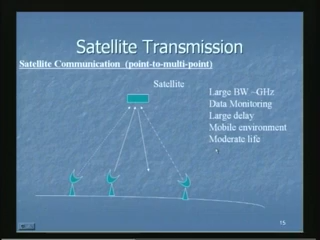 Satellite Transmission
Satellite Communication (point-to-multi-point)
Satellite
Large BW –GHz
Data Monitoring
Large delay
Mobile environment
Moderate life
15